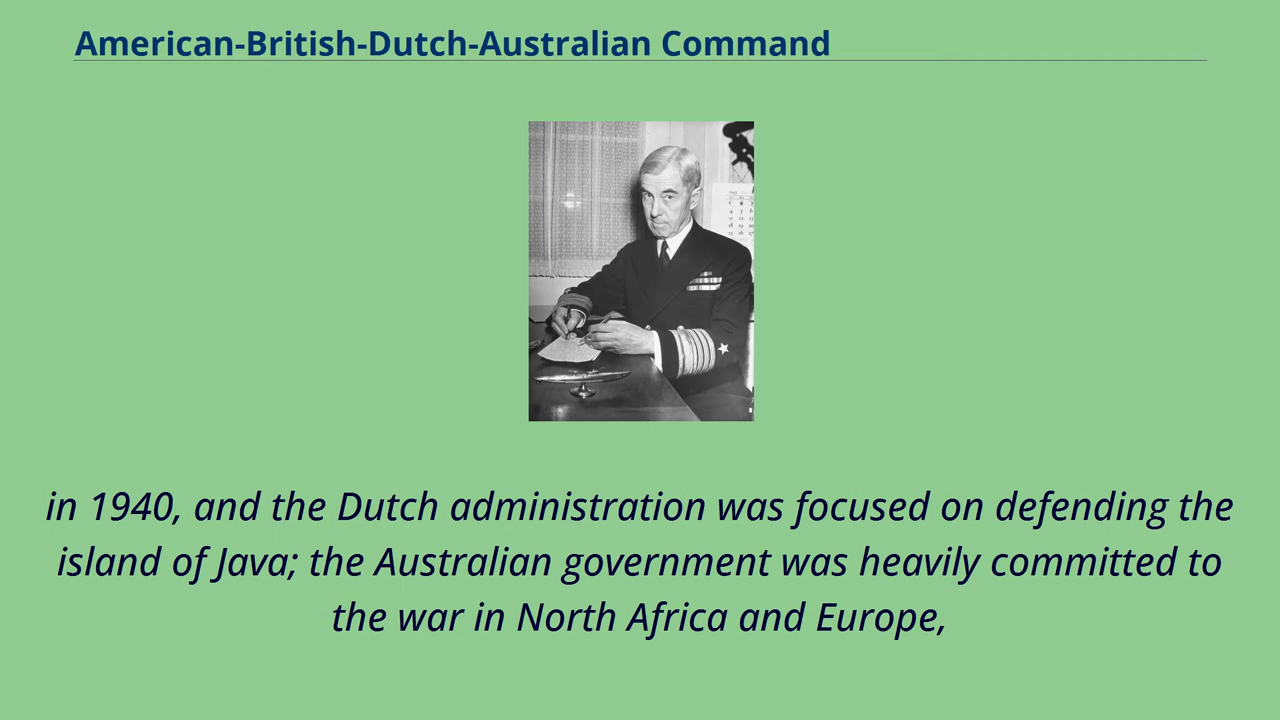 American-British-Dutch-Australian Command
in 1940, and the Dutch administration was focused on defending the
island of Java; the Australian government was heavily committed to
the war in North Africa and Europe,